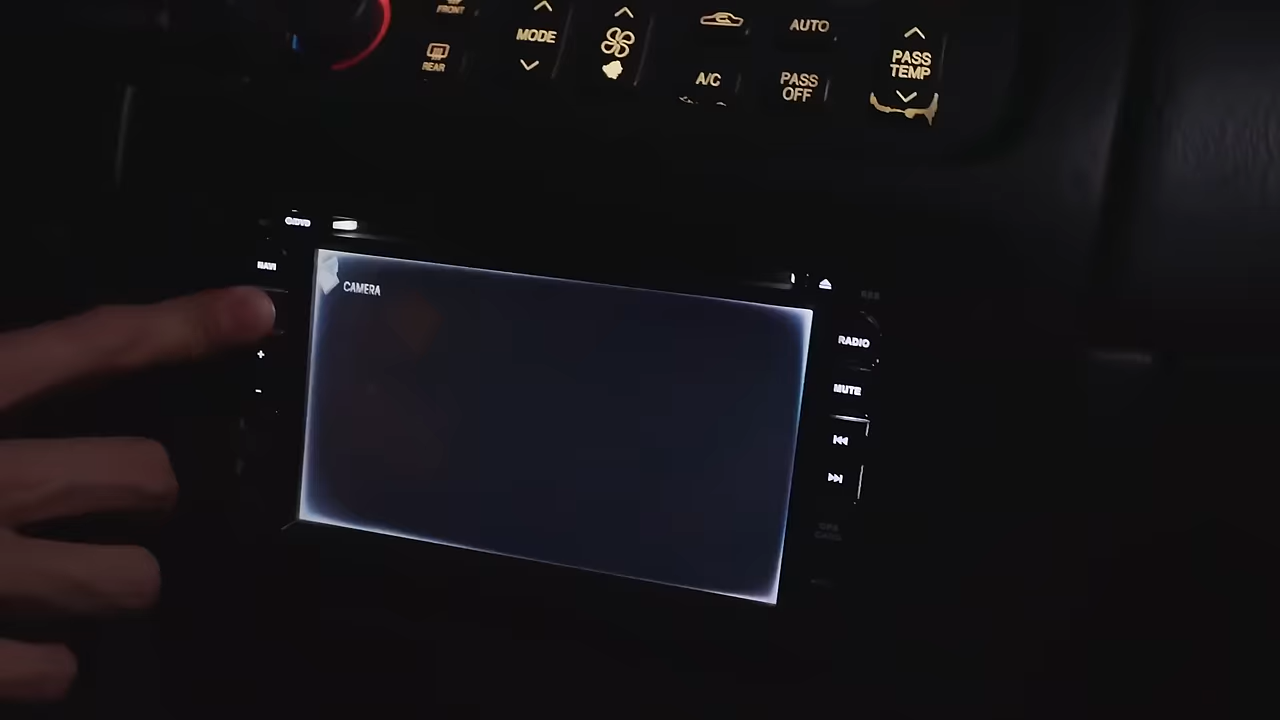 FRONT
MODE
AUTO
REAR
A/C
PASS
OFF
PASS
TEMP
NAVI
+
-
CAMERA
RADIO
MUTE